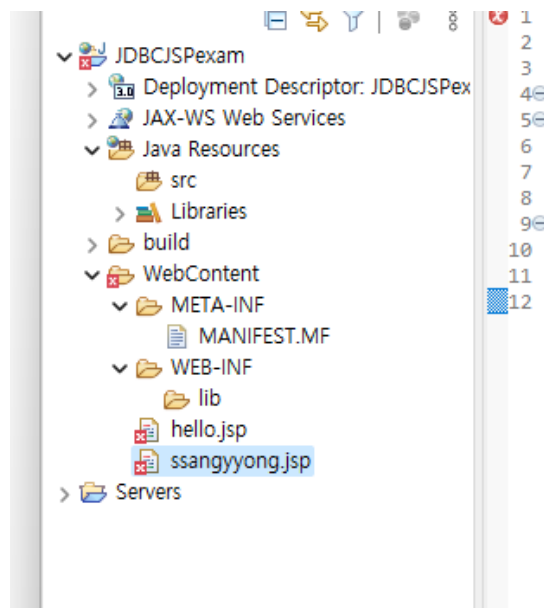 JDBCJSPexam
3.0 Deployment Descriptor: JDBCJSPex
JAX-WS Web Services
Java Resources
src
Libraries
build
WebContent
META-INF
MANIFEST.MF
WEB-INF
lib
hello.jsp
ssangyyong.jsp
Servers
1
2
3
4
5
6
7
8
9
10
11
12